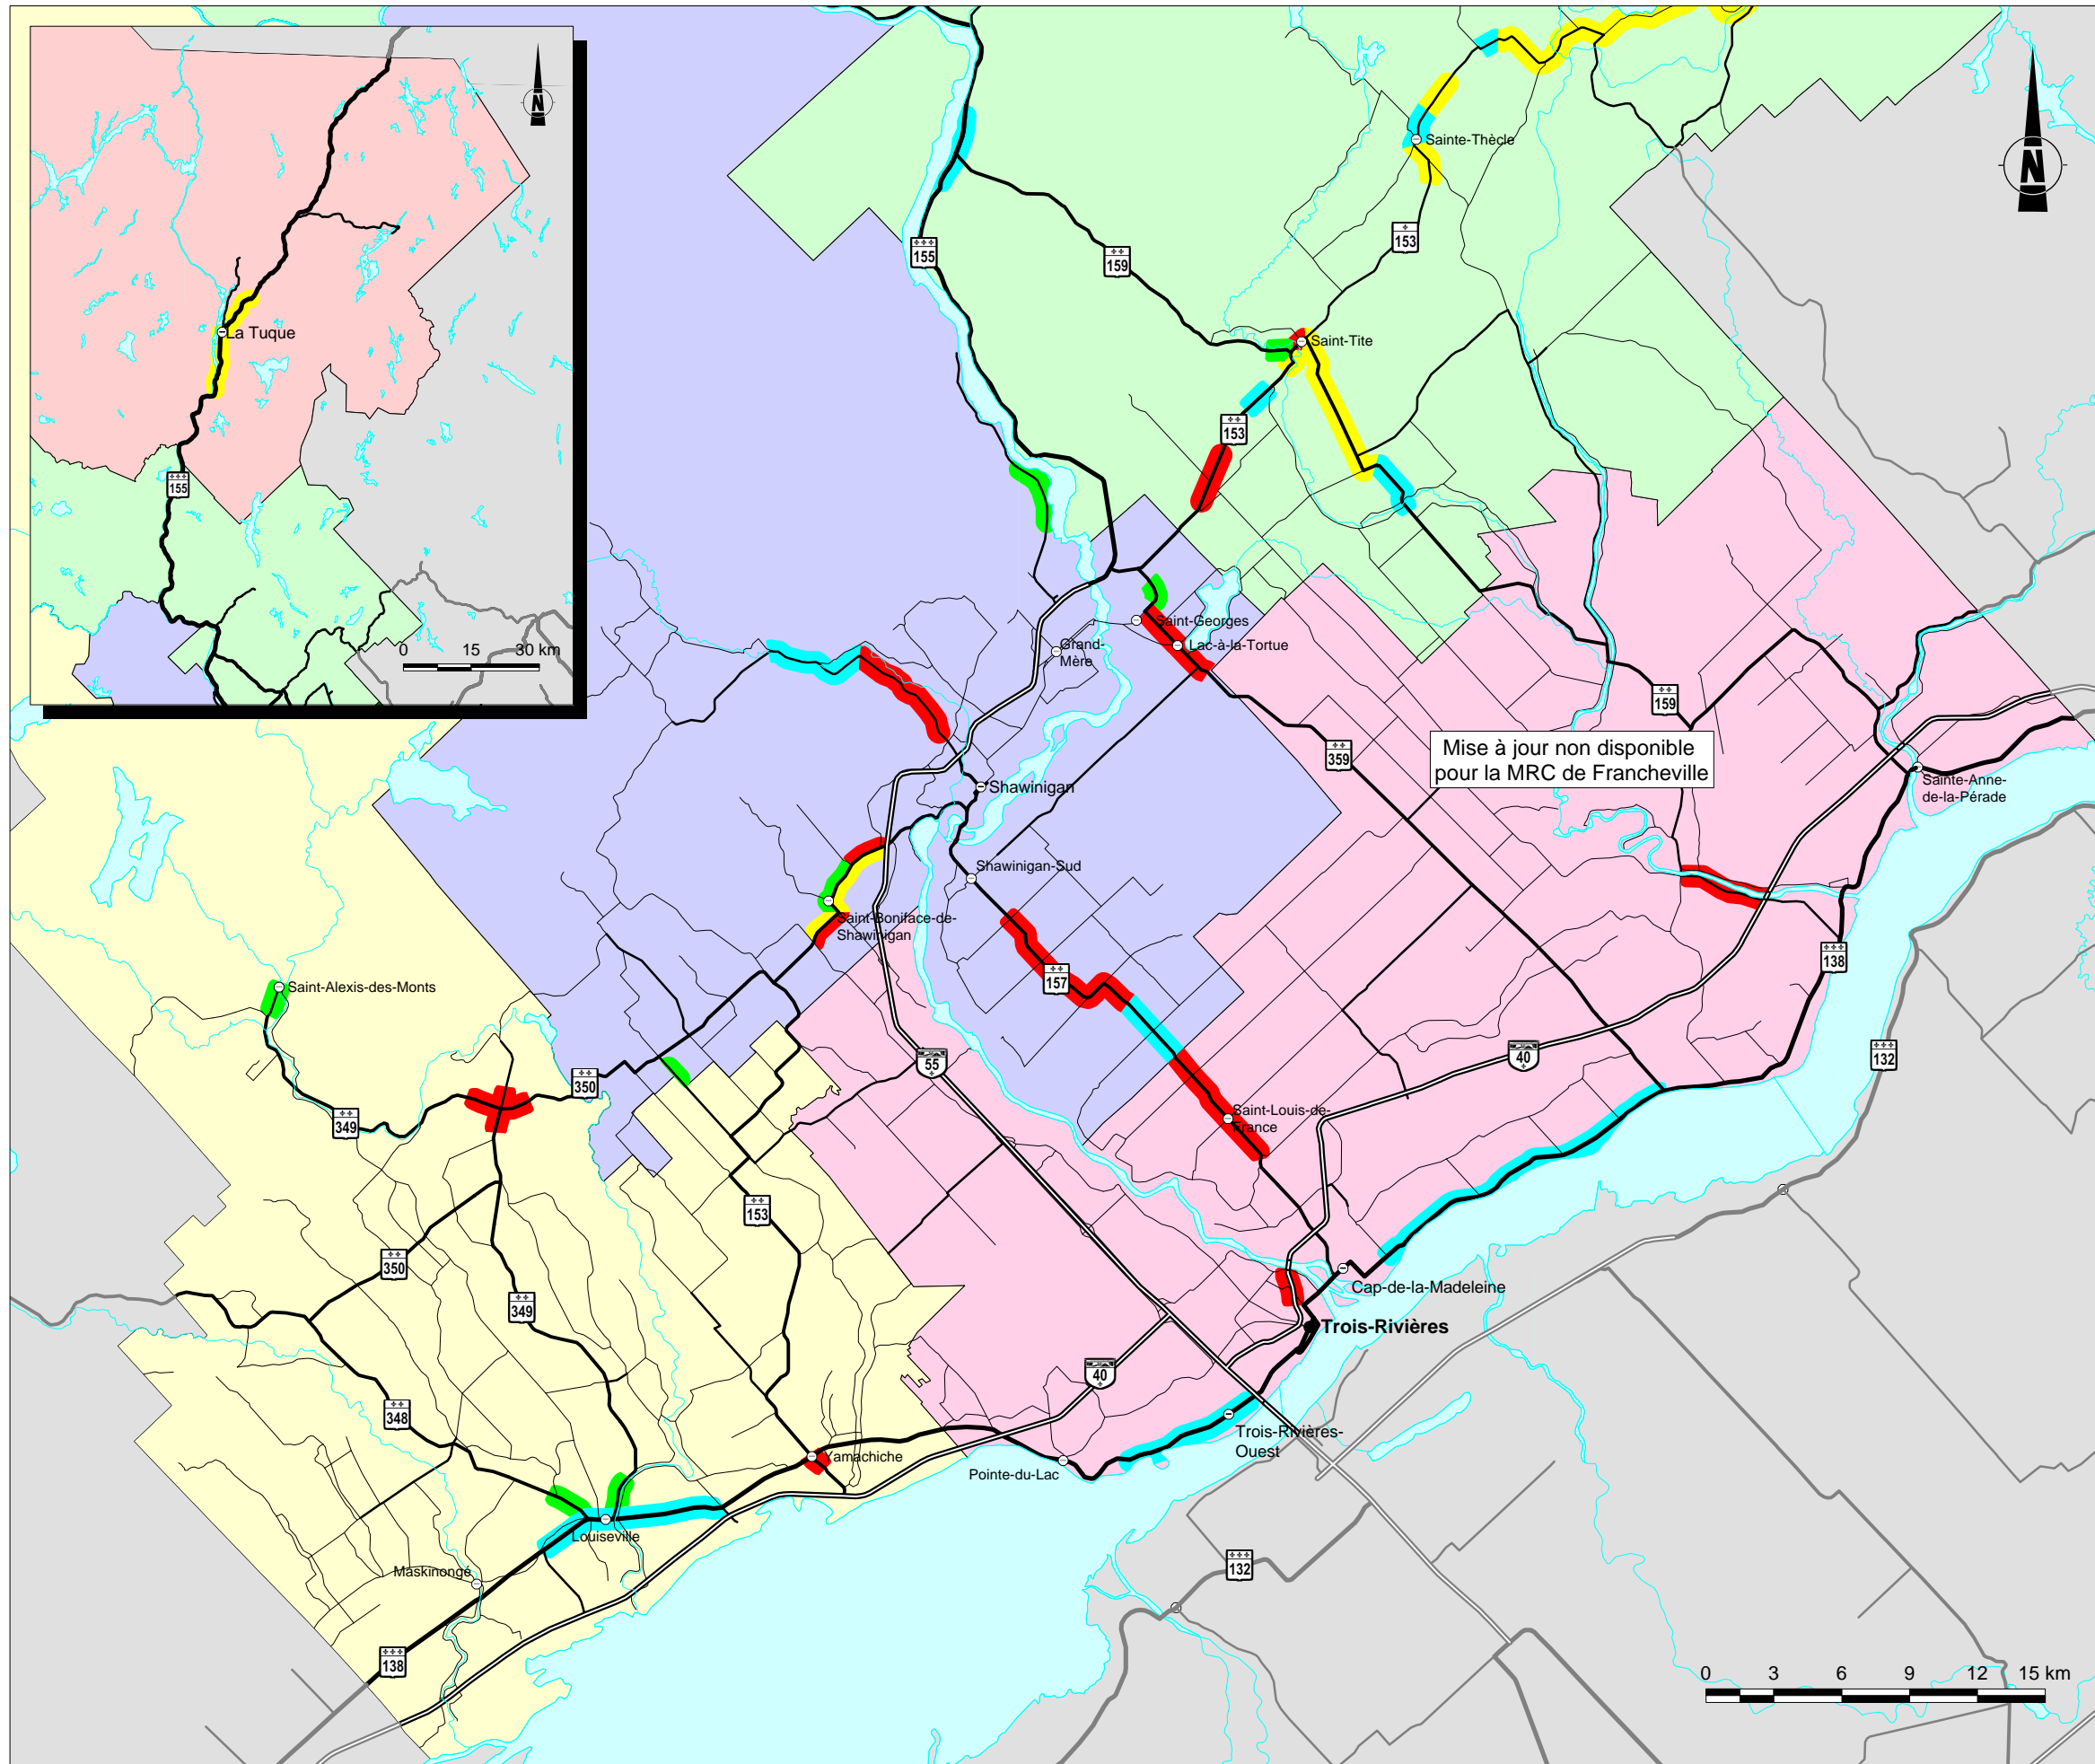 N
La Tuque
155
0 15 30 km
N
Sainte-Thècle
153
155
159
Saint-Tite
153
Saint-Georges
Lac-à-la-Tortue
Grand-
Mère
159
359
Mise à jour non disponible
pour la MRC de Francheville
Sainte-Anne-
de-la-Pérade
Shawinigan
Shawinigan-Sud
Saint-Boniface-de-
Shawinigan
157
138
Saint-Alexis-des-Monts
55
40
132
350
349
Saint-Louis-de-
France
153
350
349
Cap-de-la-Madeleine
Trois-Rivières
40
348
Trois-Rivières-
Ouest
Yamachiche
Pointe-du-Lac
Louiseville
Maskinongé
132
138
0 3 6 9 12 15 km